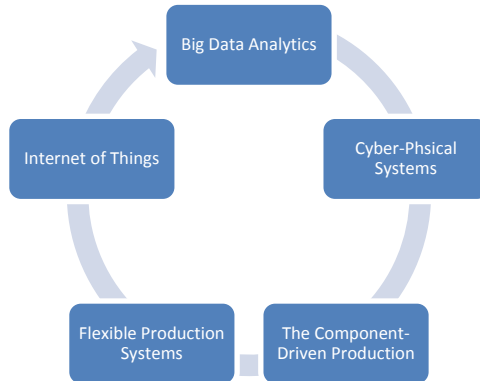 Big Data Analytics
Cyber-Phsical
Systems
The Component-
Driven Production
Flexible Production
Systems
Internet of Things